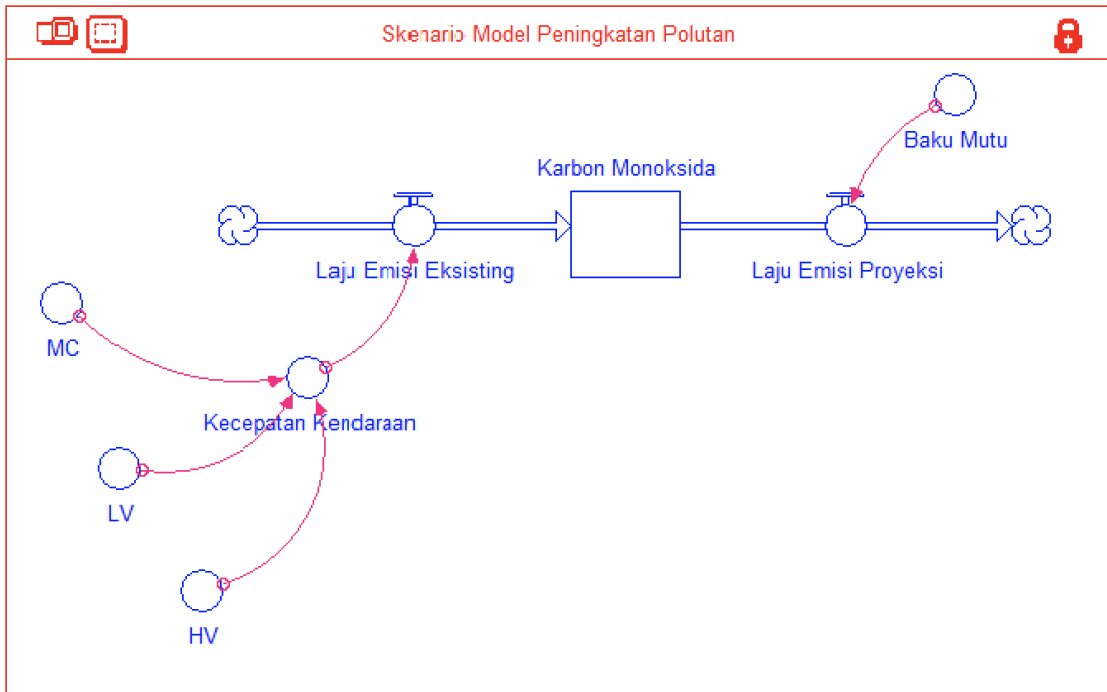 Skenario Model Peningkatan Polutan
Baku Mutu
Karbon Monoksida
Laju Emisi Eksisting
Laju Emisi Proyeksi
MC
Kecepatan Kendaraan
LV
HV